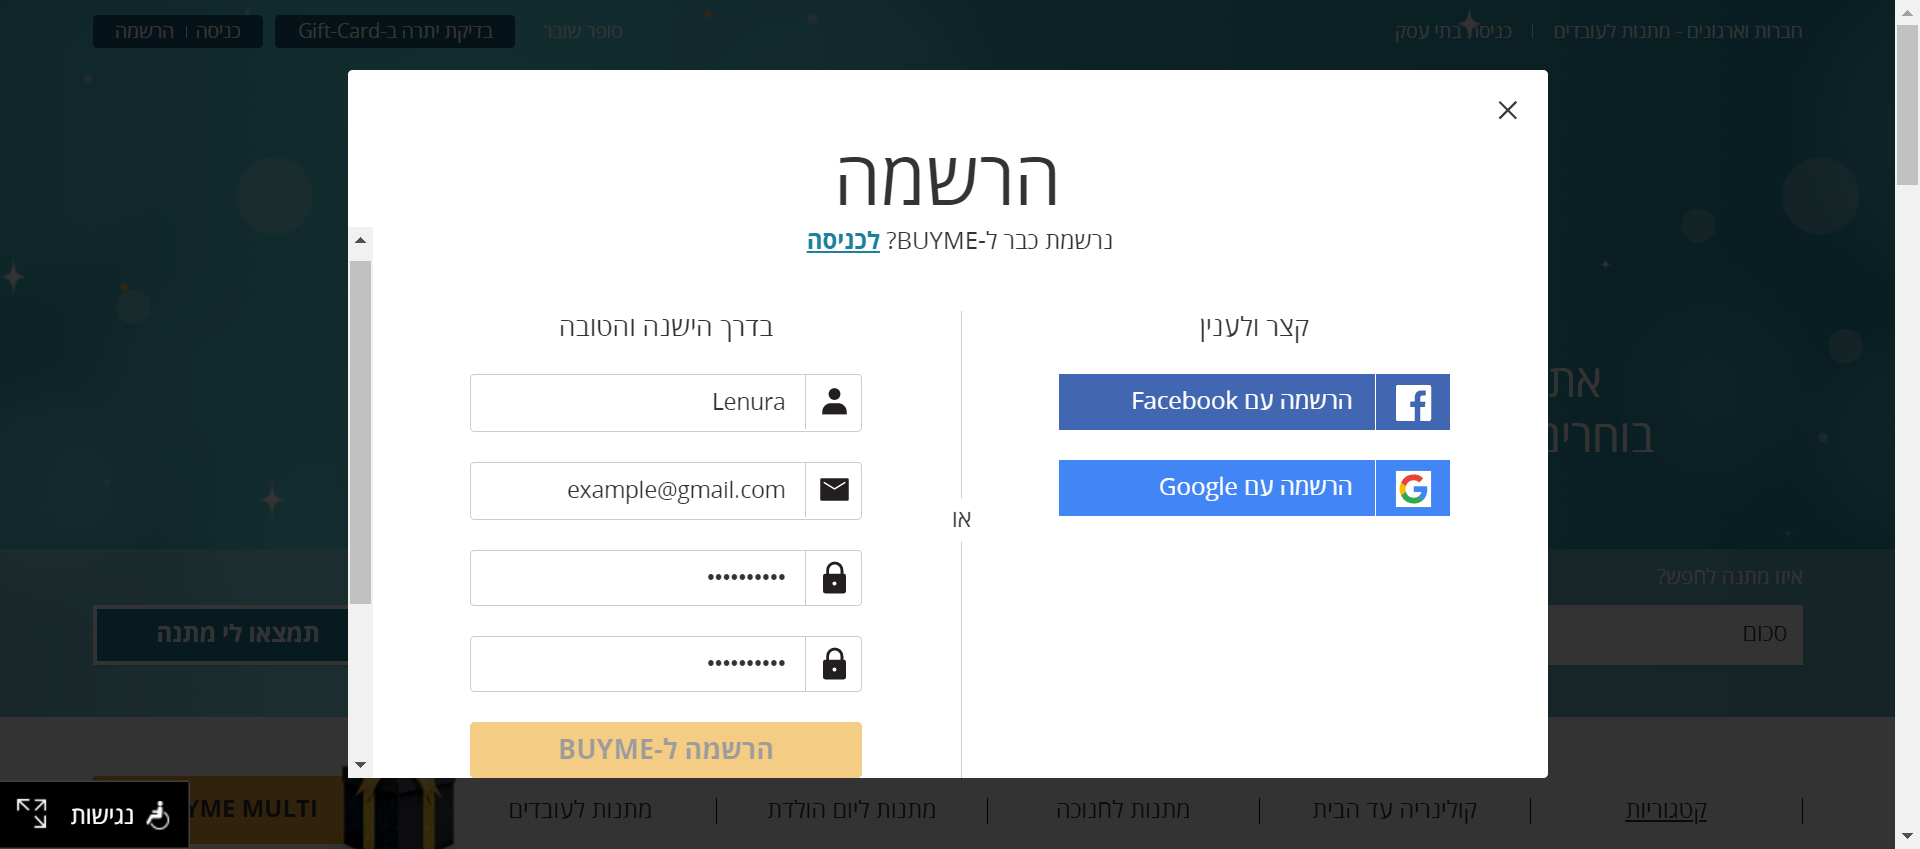 חברות וארגונים - מתנות לעובדים | כניסת בתי עסק
סופר שובר
בדיקת יתרה ב-Gift-Card
כניסה | הרשמה
הרשמה
נרשמת כבר ל-BUYME? לכניסה
קצר ולענין
הרשמה עם Facebook
הרשמה עם Google
או
בדרך הישנה והטובה
Lenura
example@gmail.com
••••••••••
••••••••••
הרשמה ל-BUYME
את
בוחרים
איזו מתנה לחפש?
סכום
תמצאו לי מתנה
קטגוריות
קולינריה עד הבית
מתנות לחנוכה
מתנות ליום הולדת
מתנות לעובדים
YME MULTI
נגישות